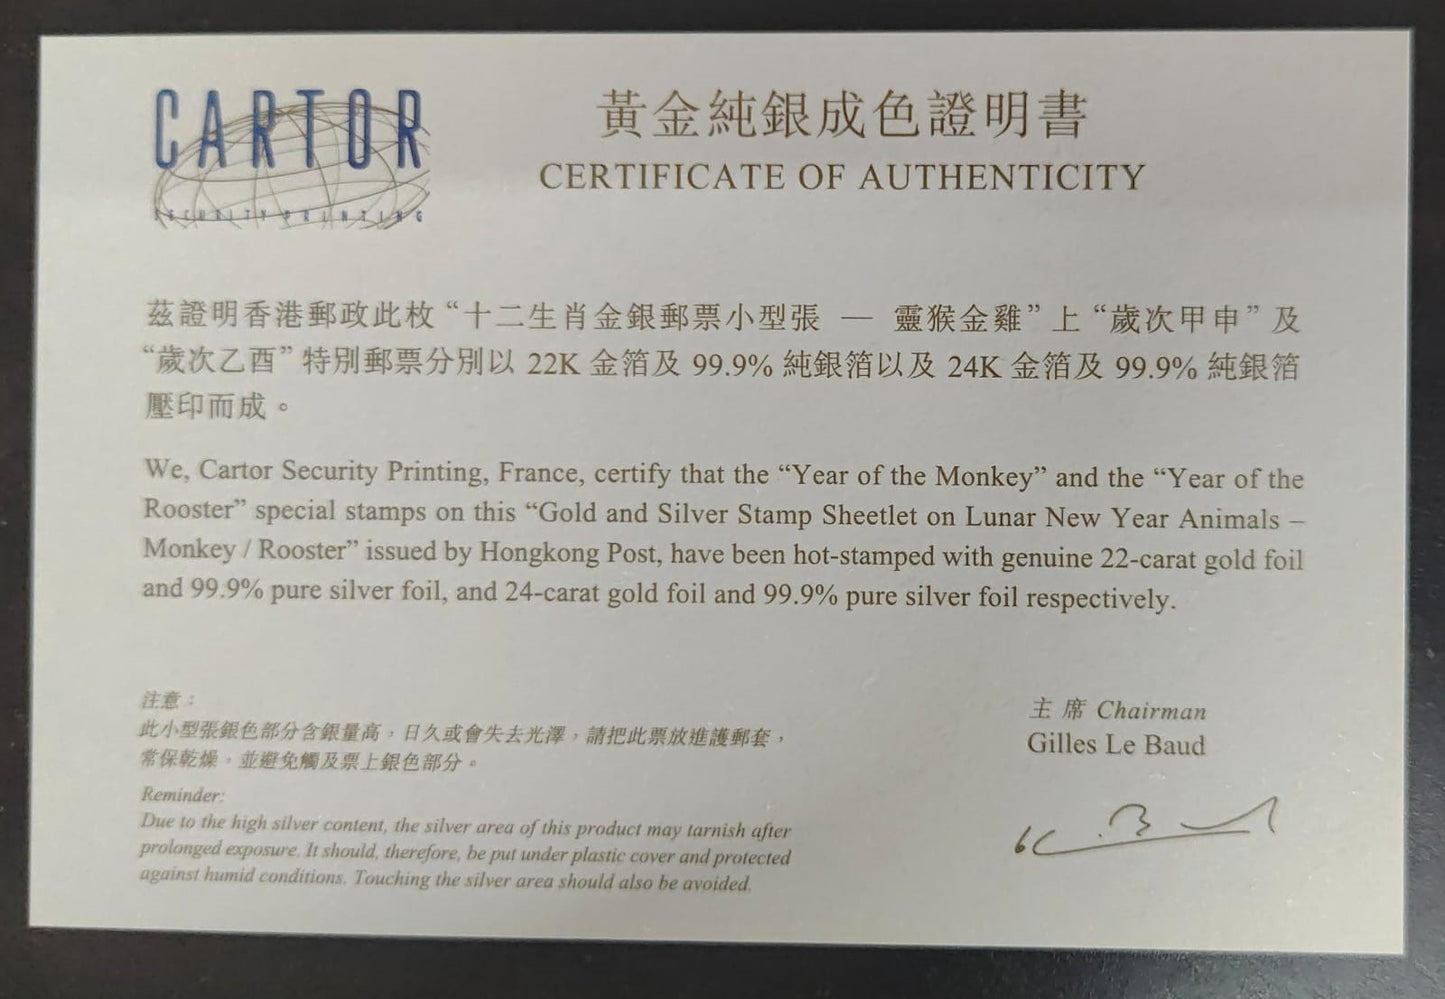 CARTOR
SECURITY PRINTING
黃金純銀成色證明書
CERTIFICATE OF AUTHENTICITY
茲證明香港郵政此枚“十二生肖金銀郵票小型張 — 靈猴金雞”上“歲次甲申”及
“歲次乙酉”特別郵票分別以 22K 金箔及 99.9% 純銀箔以及 24K 金箔及 99.9% 純銀箔
壓印而成。
We, Cartor Security Printing, France, certify that the “Year of the Monkey” and the “Year of the
Rooster” special stamps on this “Gold and Silver Stamp Sheetlet on Lunar New Year Animals –
Monkey / Rooster” issued by Hongkong Post, have been hot-stamped with genuine 22-carat gold foil
and 99.9% pure silver foil, and 24-carat gold foil and 99.9% pure silver foil respectively.
注意：
此小型張銀色部分含銀量高，日久或會失去光澤，請把此票放進護郵套，
常保乾燥，並避免觸及票上銀色部分。
Reminder:
Due to the high silver content, the silver area of this product may tarnish after
prolonged exposure. It should, therefore, be put under plastic cover and protected
against humid conditions. Touching the silver area should also be avoided.
主席 Chairman
Gilles Le Baud